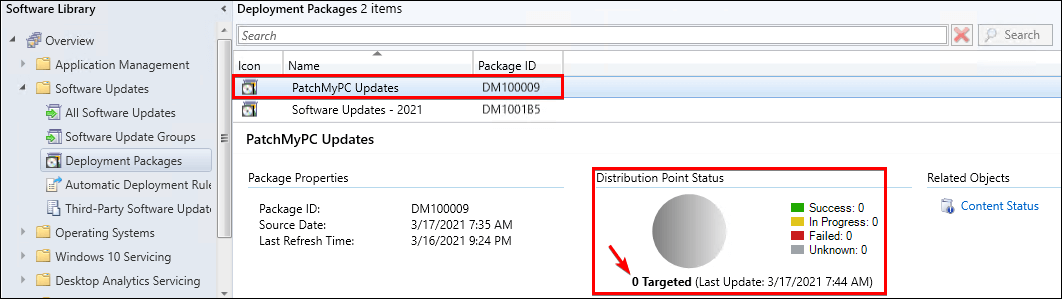 Software Library
Overview
Application Management
Software Updates
All Software Updates
Software Update Groups
Deployment Packages
Automatic Deployment Rule
Third-Party Software Update
Operating Systems
Windows 10 Servicing
Desktop Analytics Servicing
Deployment Packages 2 items
Search
Search
Icon Name Package ID
PatchMyPC Updates DM100009
Software Updates - 2021 DM1001B5
PatchMyPC Updates
Package Properties
Package ID: DM100009
Source Date: 3/17/2021 7:35 AM
Last Refresh Time: 3/16/2021 9:24 PM
Distribution Point Status
Success: 0
In Progress: 0
Failed: 0
Unknown: 0
0 Targeted (Last Update: 3/17/2021 7:44 AM)
Related Objects
Content Status